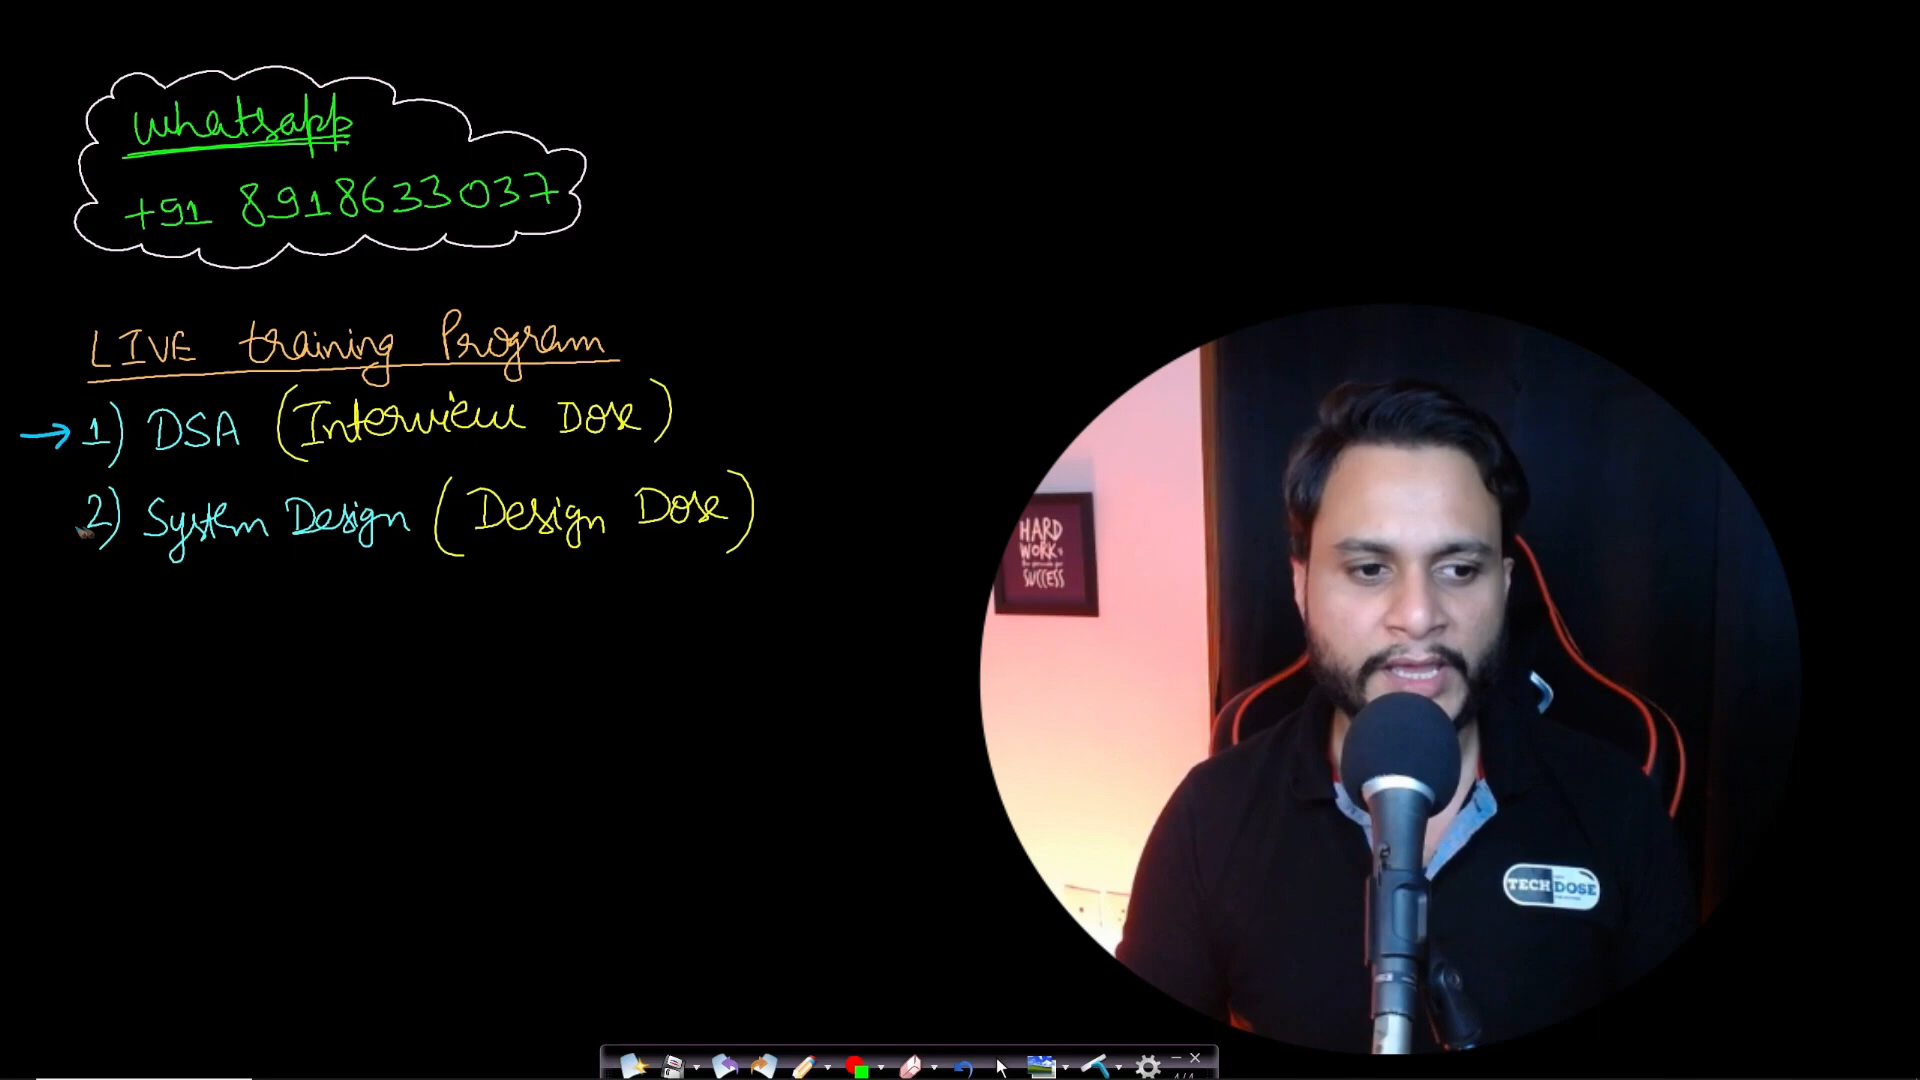 Whatsapp
+91 8918633037
LIVE training Program
→ 1) DSA (Interview Dose)
2) System Design (Design Dose)
HARD
WORK,
SUCCESS
TECH DOSE